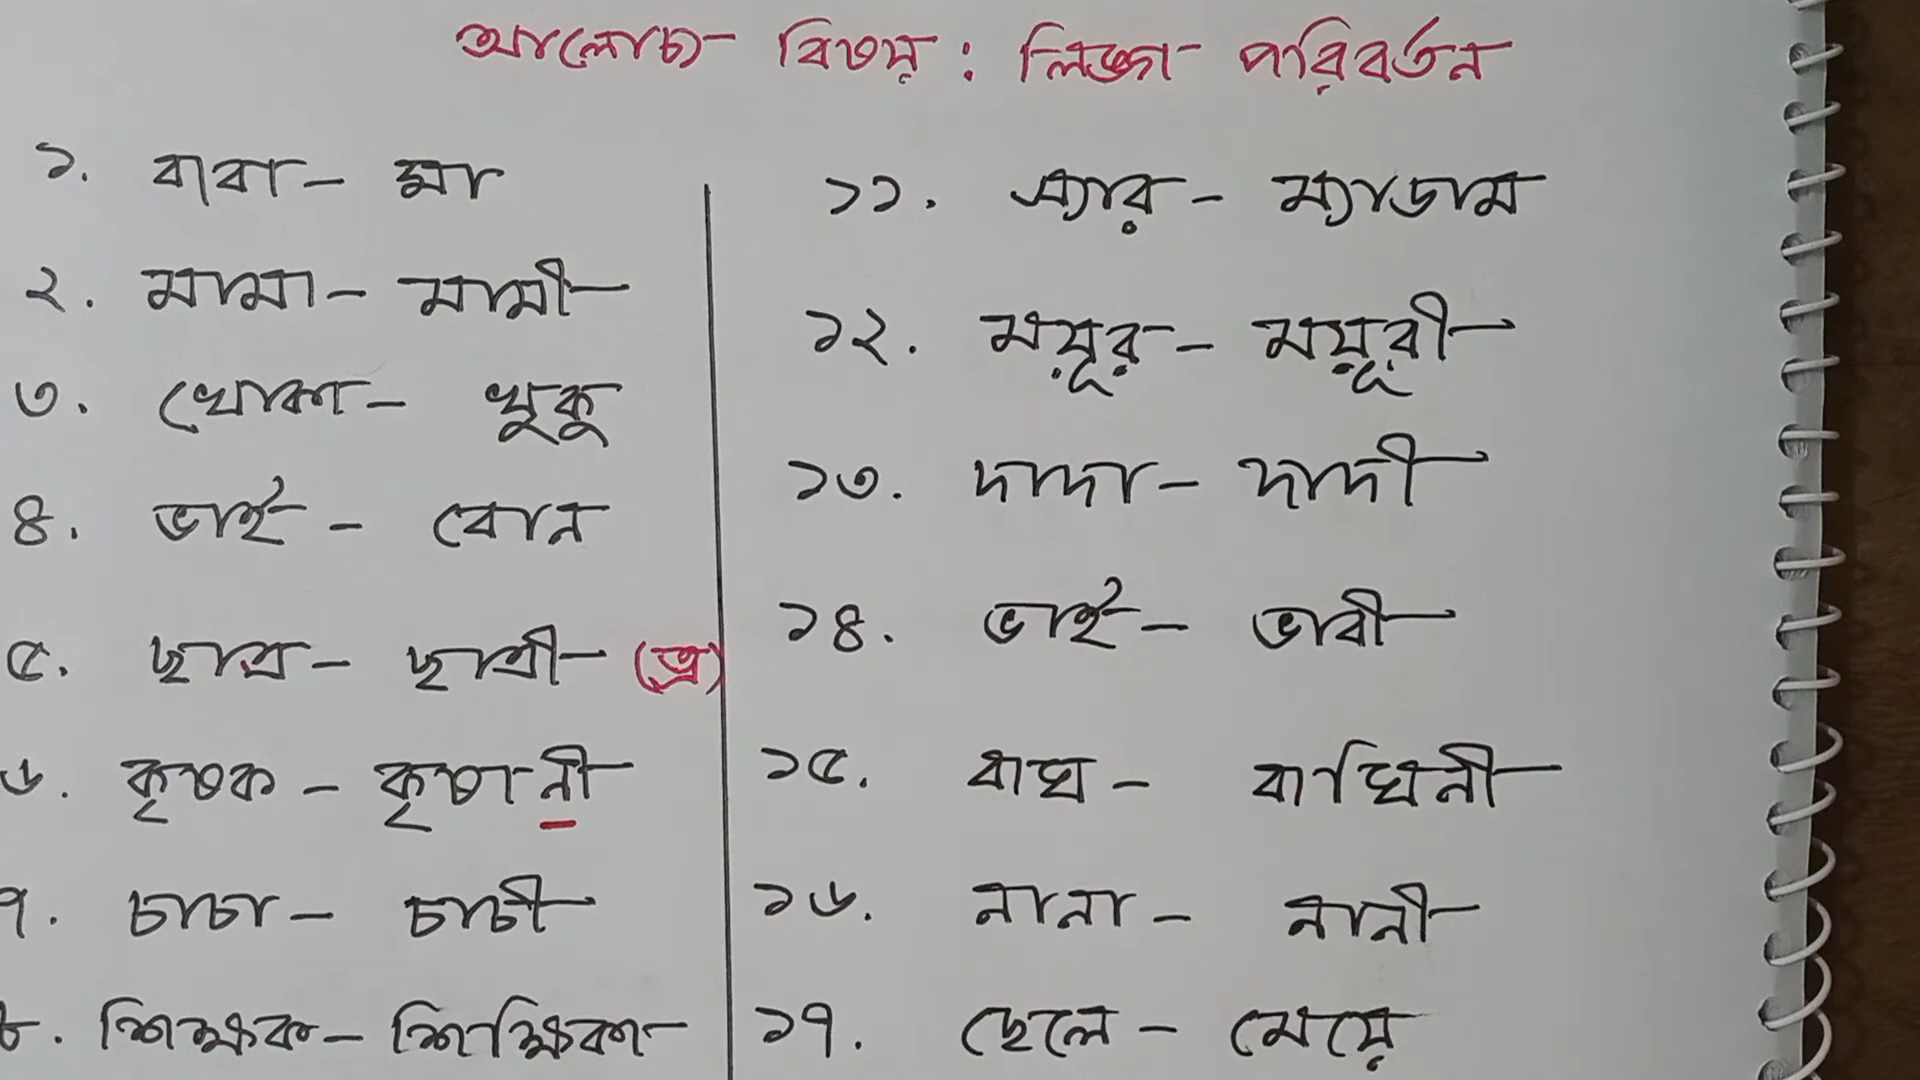 আলোচ্য বিষয় : লিঙ্গ পরিবর্তন
১. বাবা - মা
২. মামা - মামী
৩. খোকা - খুকু
৪. ভাই - বোন
৫. ছাত্র - ছাত্রী (ত্র)
৬. কৃষক - কৃষানী
৭. চাচা - চাচী
৮. শিক্ষক - শিক্ষিকা
১১. স্যার - ম্যাডাম
১২. ময়ূর - ময়ূরী
১৩. দাদা - দাদী
১৪. ভাই - ভাবী
১৫. বাঘ - বাঘিনী
১৬. নানা - নানী
১৭. ছেলে - মেয়ে